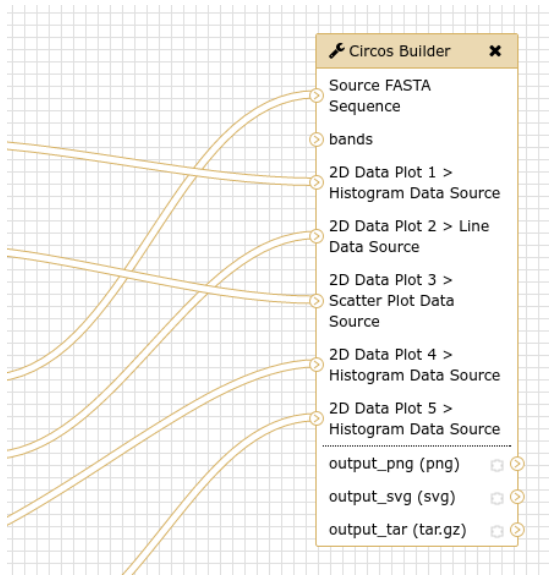 Circos Builder
Source FASTA
Sequence
bands
2D Data Plot 1 >
Histogram Data Source
2D Data Plot 2 > Line
Data Source
2D Data Plot 3 >
Scatter Plot Data
Source
2D Data Plot 4 >
Histogram Data Source
2D Data Plot 5 >
Histogram Data Source
output_png (png)
output_svg (svg)
output_tar (tar.gz)